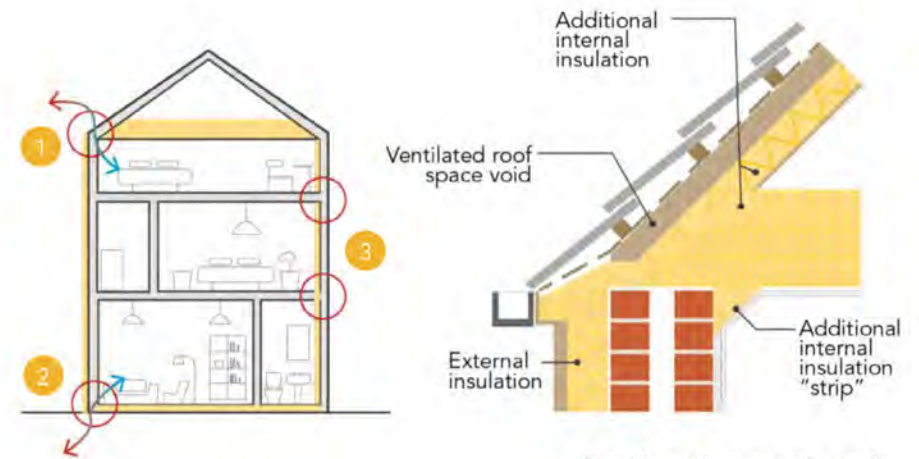 1
2
3
Additional
internal
insulation
Ventilated roof
space void
External
insulation
Additional
internal
insulation
“strip”